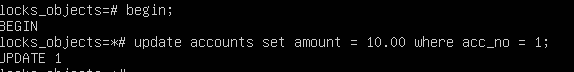 locks_objects=# begin;
BEGIN
locks_objects=*# update accounts set amount = 10.00 where acc_no = 1;
UPDATE 1